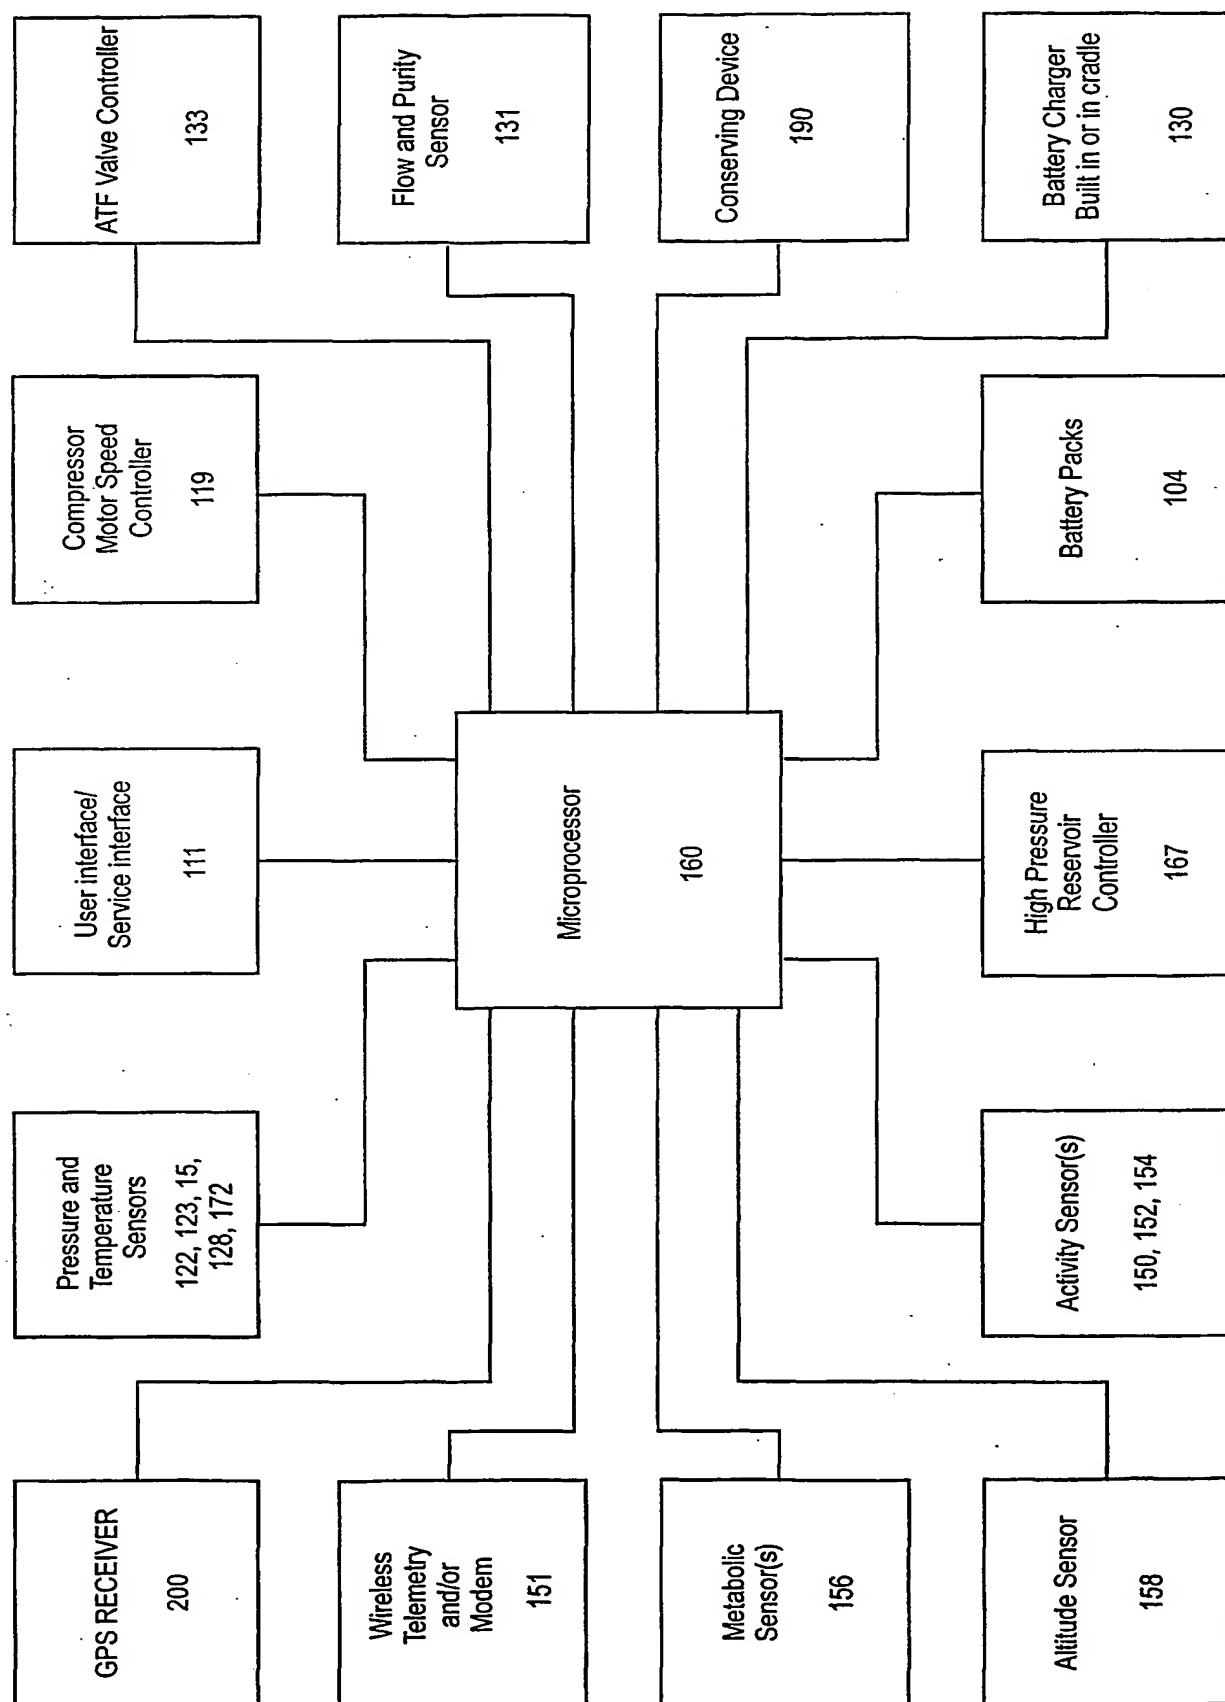 GPS RECEIVER
200
Pressure and
Temperature
Sensors
122, 123, 15,
128, 172
User interface/
Service interface
111
Compressor
Motor Speed
Controller
119
ATF Valve Controller
133
Wireless
Telemetry
and/or
Modem
151
Flow and Purity
Sensor
131
Microprocessor
160
Metabolic
Sensor(s)
156
Conserving Device
190
Altitude Sensor
158
Activity Sensor(s)
150, 152, 154
High Pressure
Reservoir
Controller
167
Battery Packs
104
Battery Charger
Built in or in cradle
130